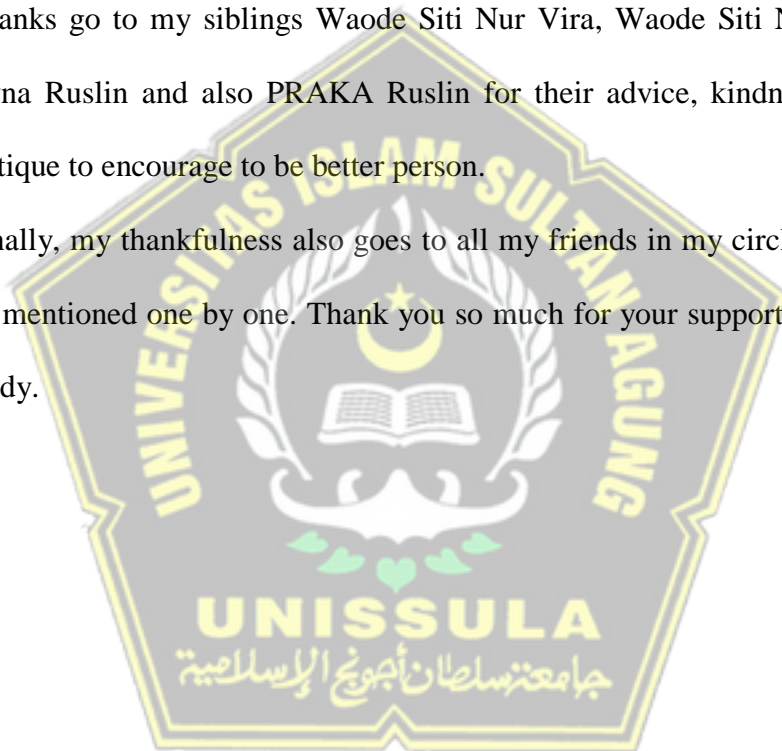 anks go to my siblings Waode Siti Nur Vira, Waode Siti N
na Ruslin and also PRAKA Ruslin for their advice, kindn
tique to encourage to be better person.
nally, my thankfulness also goes to all my friends in my circl
mentioned one by one. Thank you so much for your support
dy.
UNIVERSITAS ISLAM SULTAN AGUNG
UNISSULA
جامعة سلطان أجونج الإسلامية